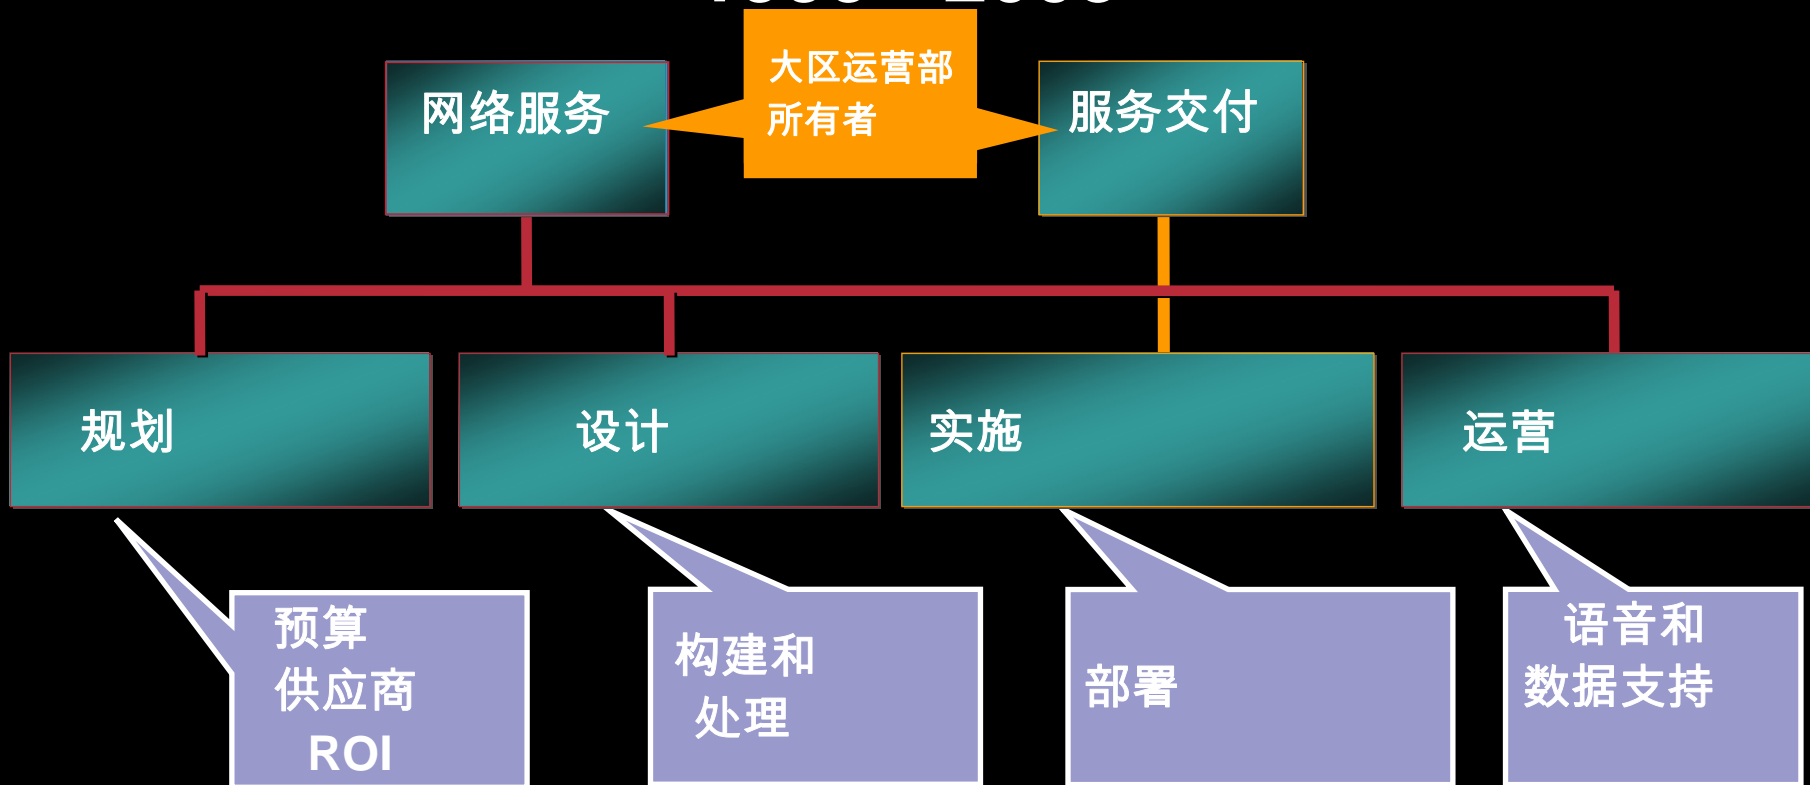 大区运营部
所有者
网络服务
服务交付
规划
设计
实施
运营
预算
供应商
ROI
构建和
处理
部署
语音和
数据支持